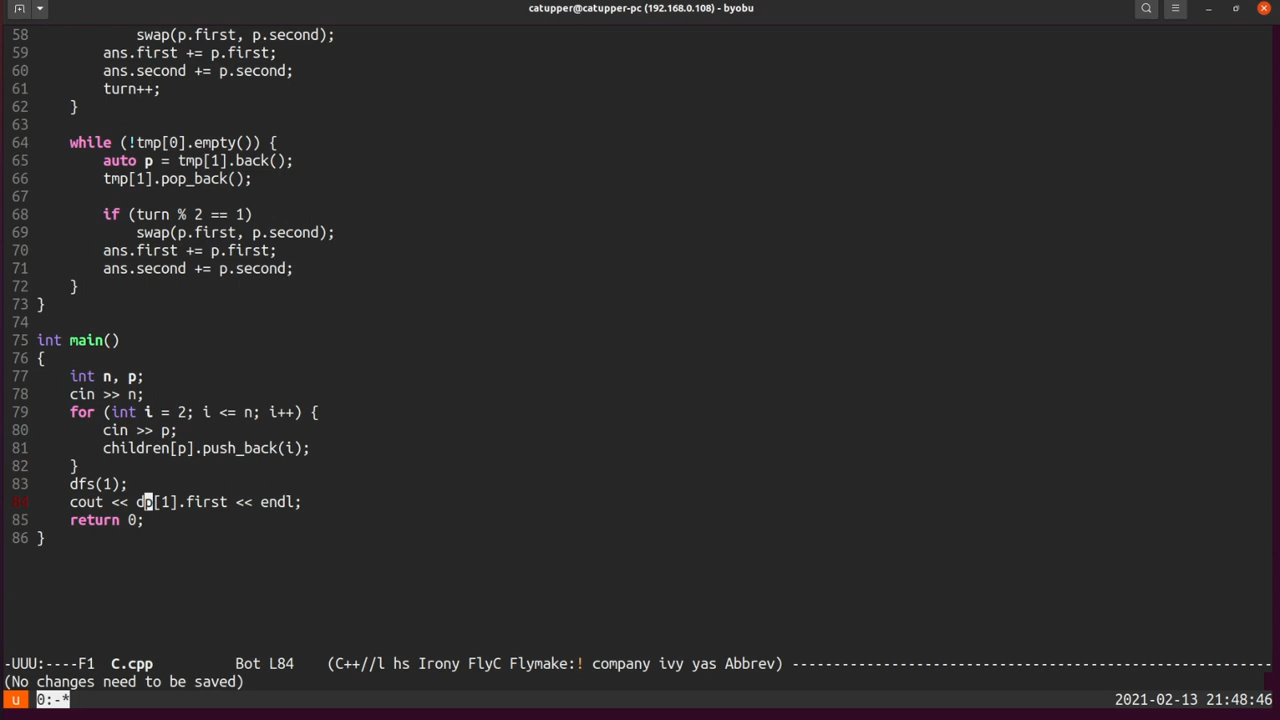 catupper@catupper-pc (192.168.0.108) - byobu
58             swap(p.first, p.second);
59         ans.first += p.first;
60         ans.second += p.second;
61         turn++;
62     }
63
64     while (!tmp[0].empty()) {
65         auto p = tmp[1].back();
66         tmp[1].pop_back();
67
68         if (turn % 2 == 1)
69             swap(p.first, p.second);
70         ans.first += p.first;
71         ans.second += p.second;
72     }
73 }
74
75 int main()
76 {
77     int n, p;
78     cin >> n;
79     for (int i = 2; i <= n; i++) {
80         cin >> p;
81         children[p].push_back(i);
82     }
83     dfs(1);
84     cout << dp[1].first << endl;
85     return 0;
86 }
-UUU:----F1  C.cpp          Bot L84    (C++//l hs Irony FlyC Flymake:! company ivy yas Abbrev) ----------------------------------------------------------
(No changes need to be saved)
u 0:-* 2021-02-13 21:48:46